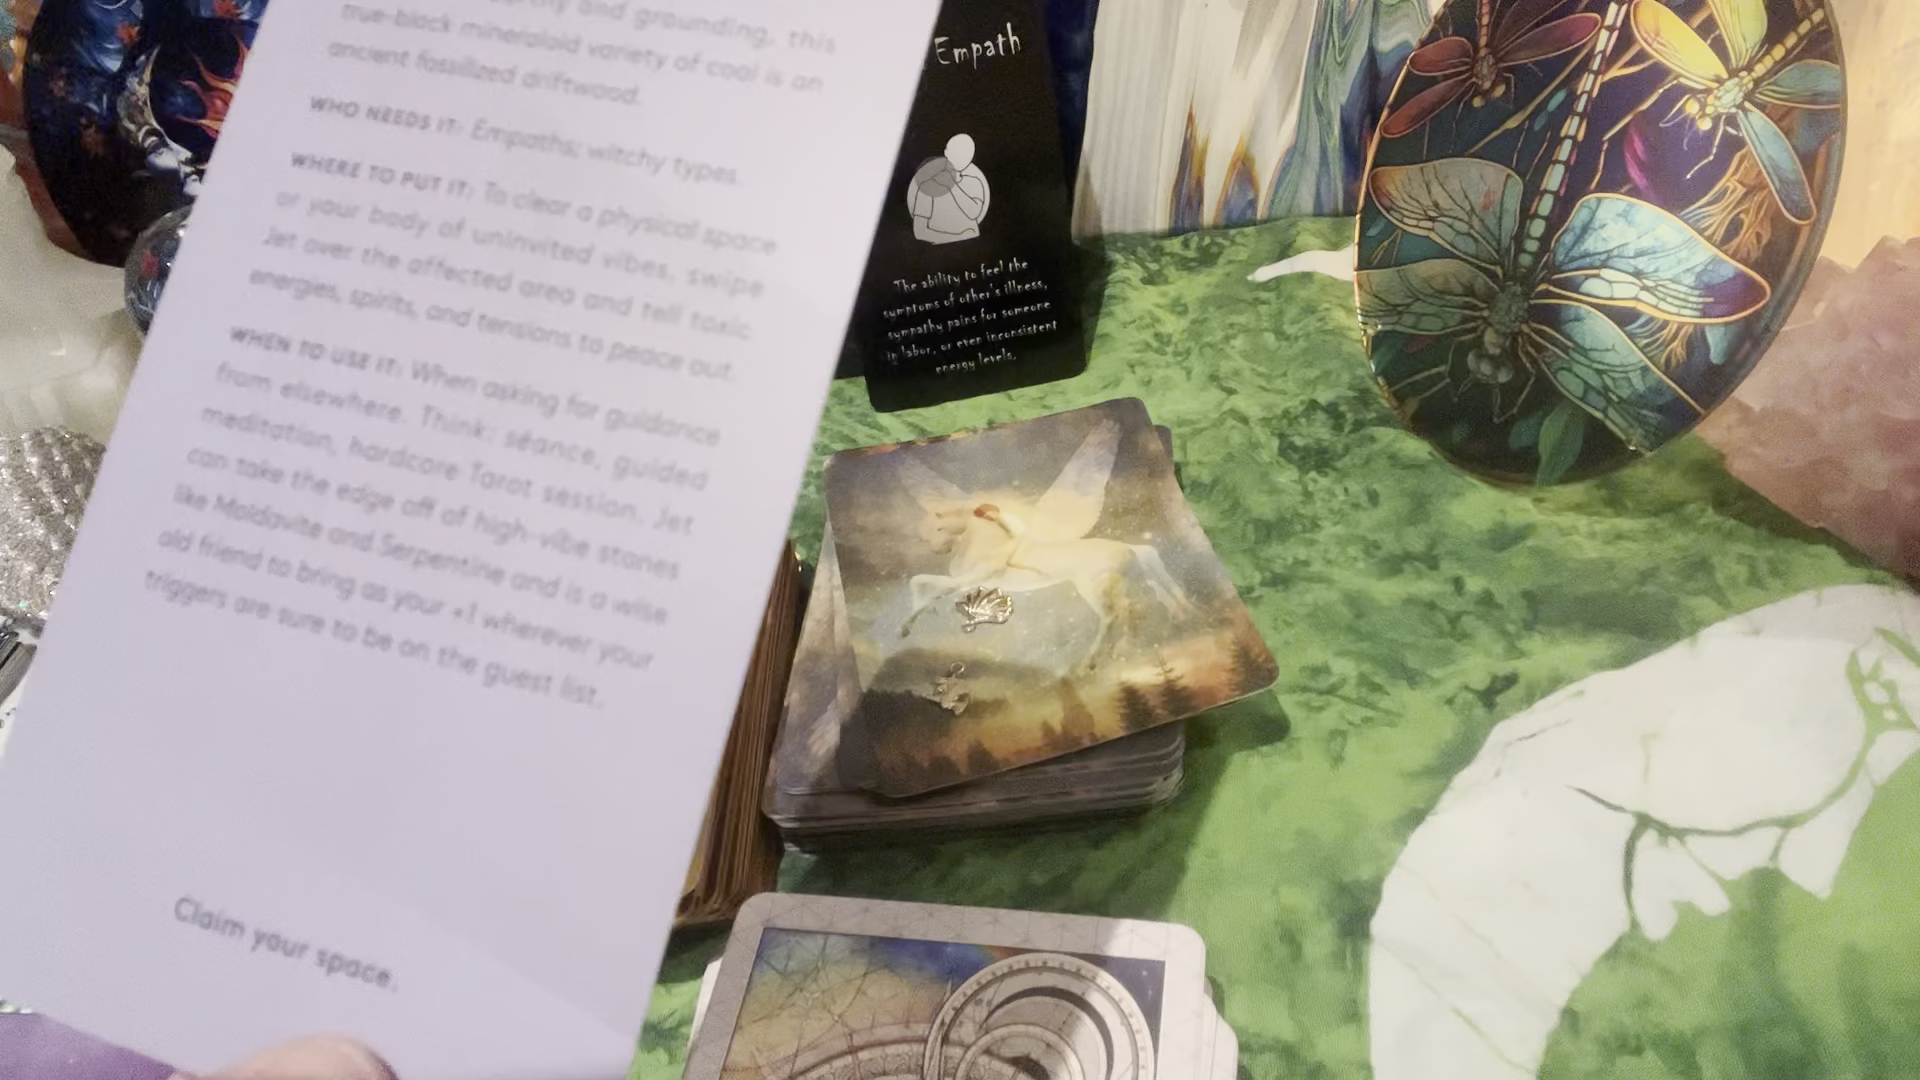 and grounding, this
true-black mineraloid variety of coal is an
ancient fossilized driftwood.
WHO NEEDS IT: Empaths; witchy types.
WHERE TO PUT IT: To clear a physical space
or your body of uninvited vibes, swipe
Jet over the affected area and tell toxic
energies, spirits, and tensions to peace out.
WHEN TO USE IT: When asking for guidance
from elsewhere. Think: séance, guided
meditation, hardcore Tarot session. Jet
can take the edge off of high-vibe stones
like Moldavite and Serpentine and is a wise
old friend to bring as your +1 wherever your
triggers are sure to be on the guest list.
Claim your space.
Empath
The ability to feel the
symptoms of other's illness,
sympathy pains for someone
in labor, or even inconsistent
energy levels.